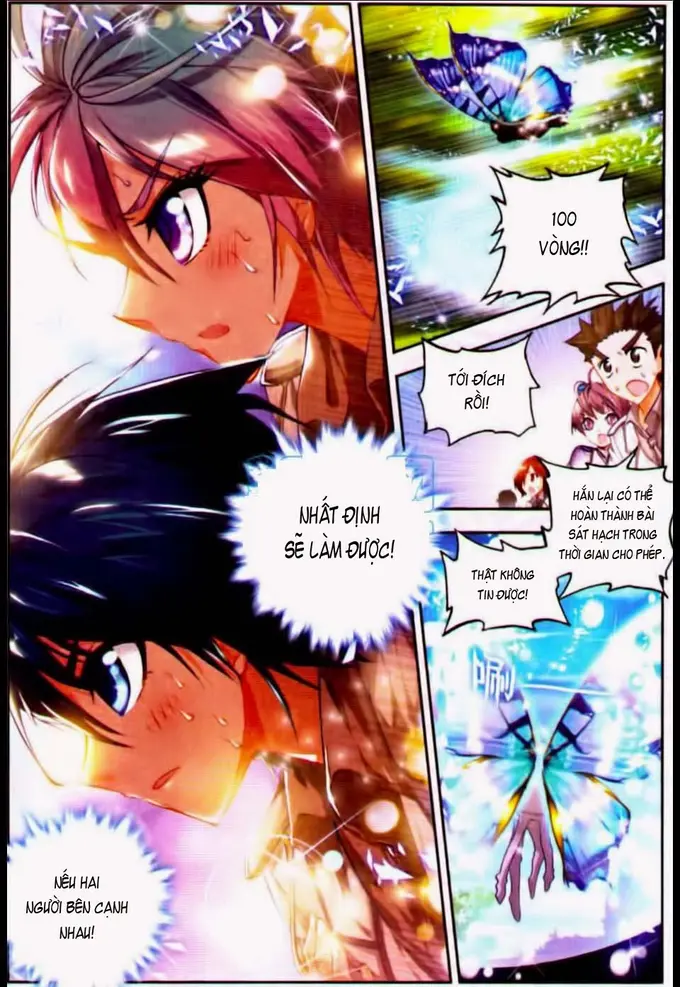 100
VÒNG!!
TỚI ĐÍCH
RỒI!
HẮN LẠI CÓ THỂ
HOÀN THÀNH BÀI
SÁT HẠCH TRONG
THỜI GIAN CHO PHÉP.
THẬT KHÔNG
TIN ĐƯỢC!
NHẤT ĐỊNH
SẼ LÀM ĐƯỢC!
NẾU HAI
NGƯỜI BÊN CẠNH
NHAU!
唰